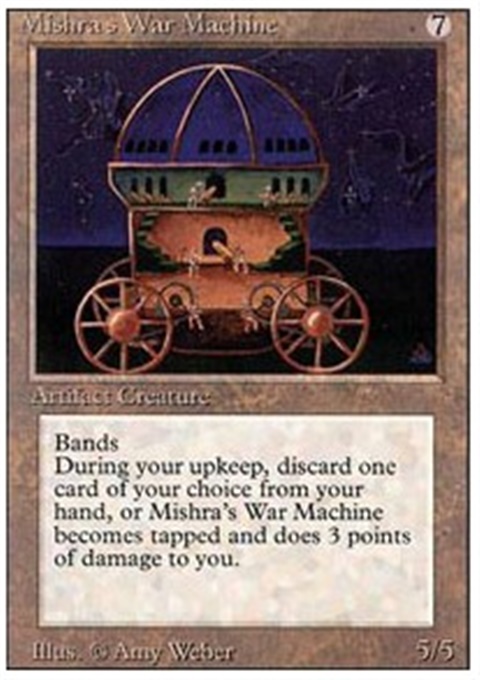 Mishra's War Machine 7
Artifact Creature
Bands
During your upkeep, discard one
card of your choice from your
hand, or Mishra's War Machine
becomes tapped and does 3 points
of damage to you.
Illus. © Amy Weber 5/5